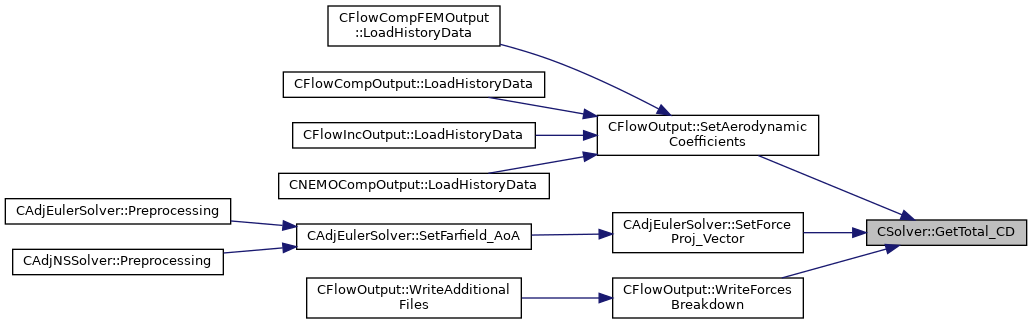 CFlowCompFEMOutput
::LoadHistoryData
CFlowCompOutput::LoadHistoryData
CFlowOutput::SetAerodynamic
Coefficients
CFlowIncOutput::LoadHistoryData
CNEMOCompOutput::LoadHistoryData
CAdjEulerSolver::Preprocessing
CAdjEulerSolver::SetFarfield_AoA
CAdjEulerSolver::SetForce
Proj_Vector
CSolver::GetTotal_CD
CAdjNSSolver::Preprocessing
CFlowOutput::WriteAdditional
Files
CFlowOutput::WriteForces
Breakdown